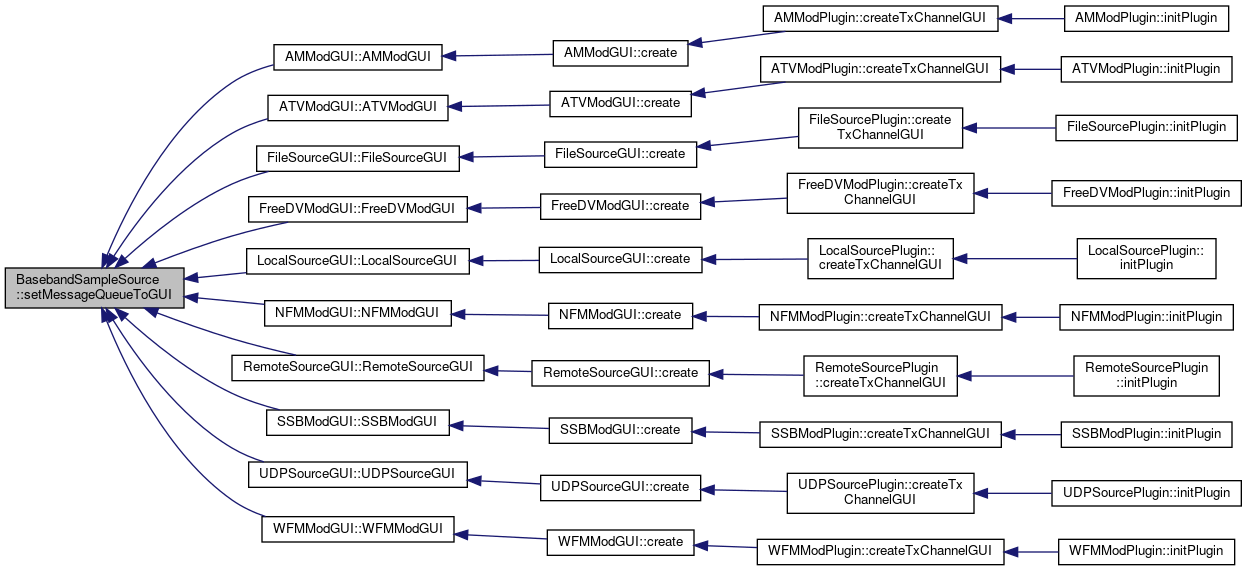 AMModGUI::AMModGUI
AMModGUI::create
AMModPlugin::createTxChannelGUI
AMModPlugin::initPlugin
ATVModGUI::ATVModGUI
ATVModGUI::create
ATVModPlugin::createTxChannelGUI
ATVModPlugin::initPlugin
FileSourceGUI::FileSourceGUI
FileSourceGUI::create
FileSourcePlugin::create
TxChannelGUI
FileSourcePlugin::initPlugin
FreeDVModGUI::FreeDVModGUI
FreeDVModGUI::create
FreeDVModPlugin::createTx
ChannelGUI
FreeDVModPlugin::initPlugin
BasebandSampleSource
::setMessageQueueToGUI
LocalSourceGUI::LocalSourceGUI
LocalSourceGUI::create
LocalSourcePlugin::
createTxChannelGUI
LocalSourcePlugin::
initPlugin
NFMModGUI::NFMModGUI
NFMModGUI::create
NFMModPlugin::createTxChannelGUI
NFMModPlugin::initPlugin
RemoteSourceGUI::RemoteSourceGUI
RemoteSourceGUI::create
RemoteSourcePlugin
::createTxChannelGUI
RemoteSourcePlugin
::initPlugin
SSBModGUI::SSBModGUI
SSBModGUI::create
SSBModPlugin::createTxChannelGUI
SSBModPlugin::initPlugin
UDPSourceGUI::UDPSourceGUI
UDPSourceGUI::create
UDPSourcePlugin::createTx
ChannelGUI
UDPSourcePlugin::initPlugin
WFMModGUI::WFMModGUI
WFMModGUI::create
WFMModPlugin::createTxChannelGUI
WFMModPlugin::initPlugin